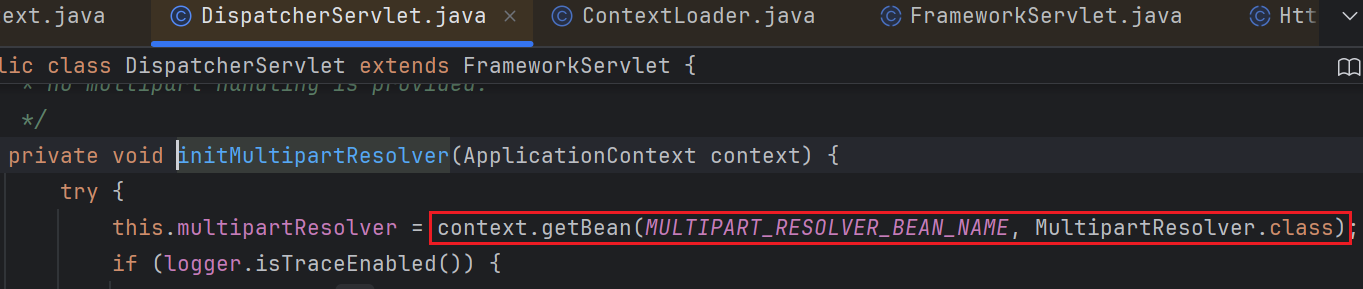 ext.java DispatcherServlet.java × ContextLoader.java FrameworkServlet.java Htt
lic class DispatcherServlet extends FrameworkServlet {
* no multipart handling is provided.
*/
private void initMultipartResolver(ApplicationContext context) {
try {
this.multipartResolver = context.getBean(MULTIPART_RESOLVER_BEAN_NAME, MultipartResolver.class);
if (logger.isTraceEnabled()) {